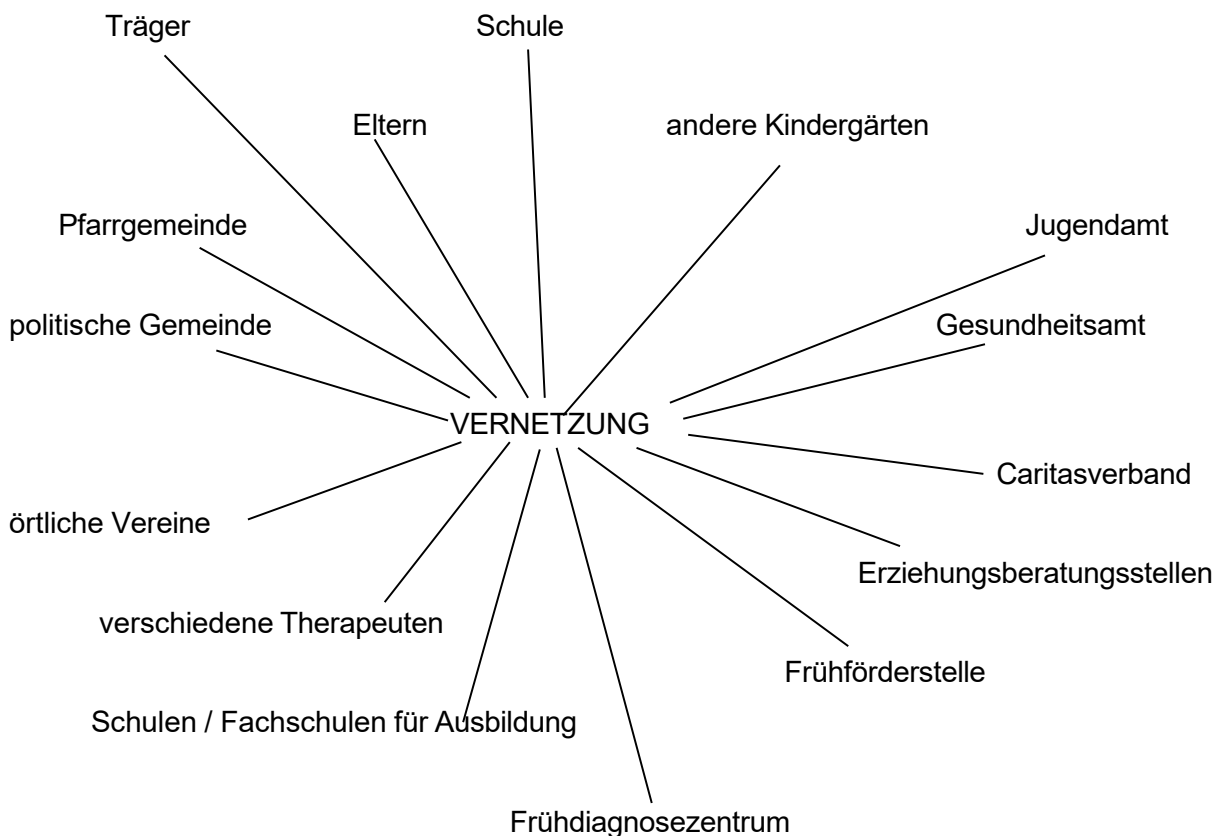 Träger
Schule
Eltern
andere Kindergärten
Pfarrgemeinde
Jugendamt
politische Gemeinde
Gesundheitsamt
VERNETZUNG
Caritasverband
örtliche Vereine
Erziehungsberatungsstellen
verschiedene Therapeuten
Frühförderstelle
Schulen / Fachschulen für Ausbildung
Frühdiagnosezentrum